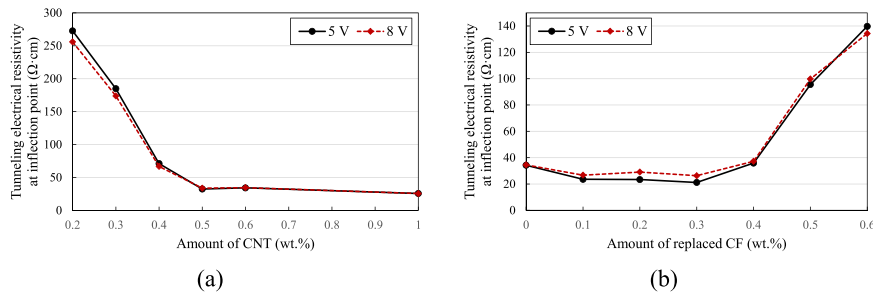 Tunneling electrical resistivity
at inflection point (Ω·cm)
300
250
200
150
100
50
0
5 V
8 V
0.2
0.3
0.4
0.5
0.6
0.7
0.8
0.9
1
Amount of CNT (wt.%)
(a)
Tunneling electrical resistivity
at inflection point (Ω·cm)
140
120
100
80
60
40
20
0
5 V
8 V
0
0.1
0.2
0.3
0.4
0.5
0.6
Amount of replaced CF (wt.%)
(b)